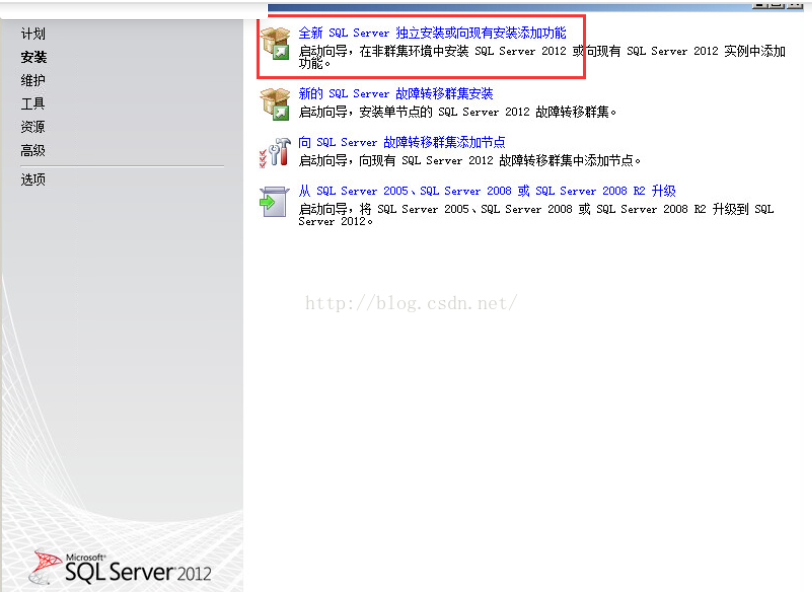 计划
安装
维护
工具
资源
高级
选项
全新 SQL Server 独立安装或向现有安装添加功能
启动向导，在非群集环境中安装 SQL Server 2012 或向现有 SQL Server 2012 实例中添加
功能。
新的 SQL Server 故障转移群集安装
启动向导，安装单节点的 SQL Server 2012 故障转移群集。
向 SQL Server 故障转移群集添加节点
启动向导，向现有 SQL Server 2012 故障转移群集中添加节点。
从 SQL Server 2005、SQL Server 2008 或 SQL Server 2008 R2 升级
启动向导，将 SQL Server 2005、SQL Server 2008 或 SQL Server 2008 R2 升级到 SQL
Server 2012。
http://blog.csdn.net/
Microsoft®
SQL Server® 2012